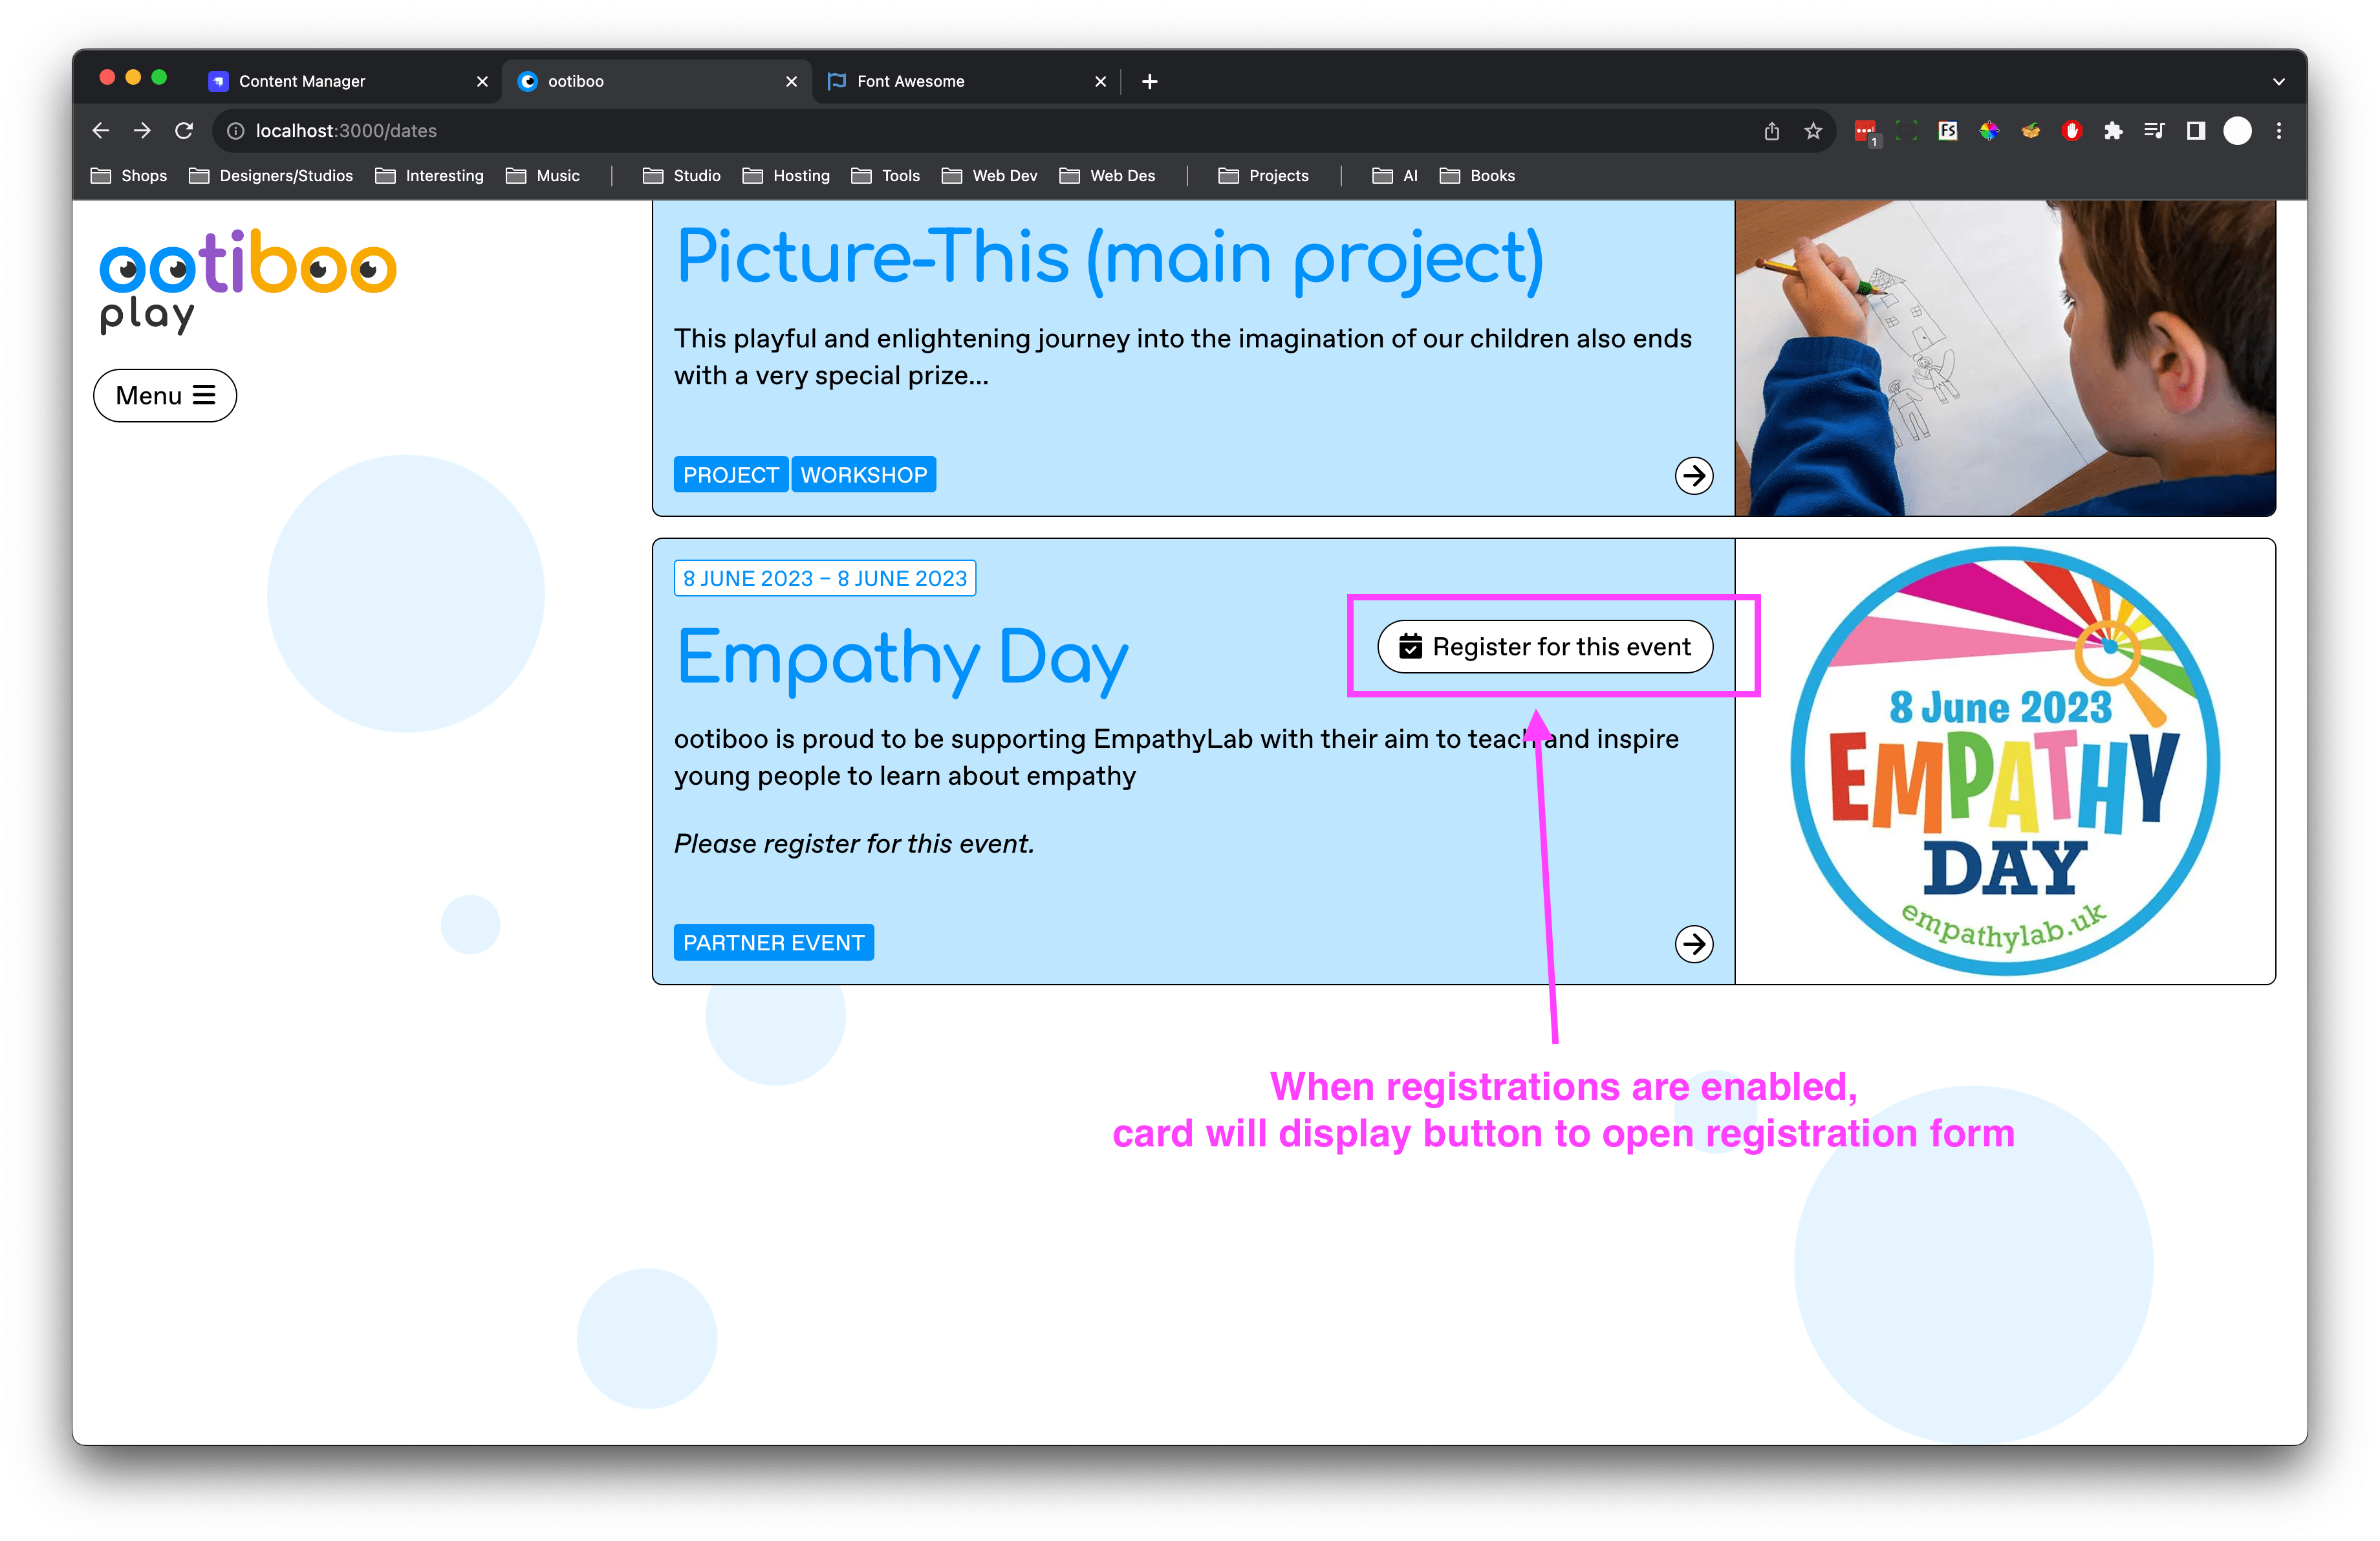 Content Manager
ootiboo
Font Awesome
localhost:3000/dates
1
FS
Shops
Designers/Studios
Interesting
Music
Studio
Hosting
Tools
Web Dev
Web Des
Projects
AI
Books
ootiboo
play
Menu
Picture-This (main project)
This playful and enlightening journey into the imagination of our children also ends
with a very special prize...
PROJECT
WORKSHOP
8 JUNE 2023 – 8 JUNE 2023
Empathy Day
Register for this event
ootiboo is proud to be supporting EmpathyLab with their aim to teach and inspire
young people to learn about empathy
Please register for this event.
PARTNER EVENT
8 June 2023
EMPATHY
DAY
empathylab.uk
When registrations are enabled,
card will display button to open registration form